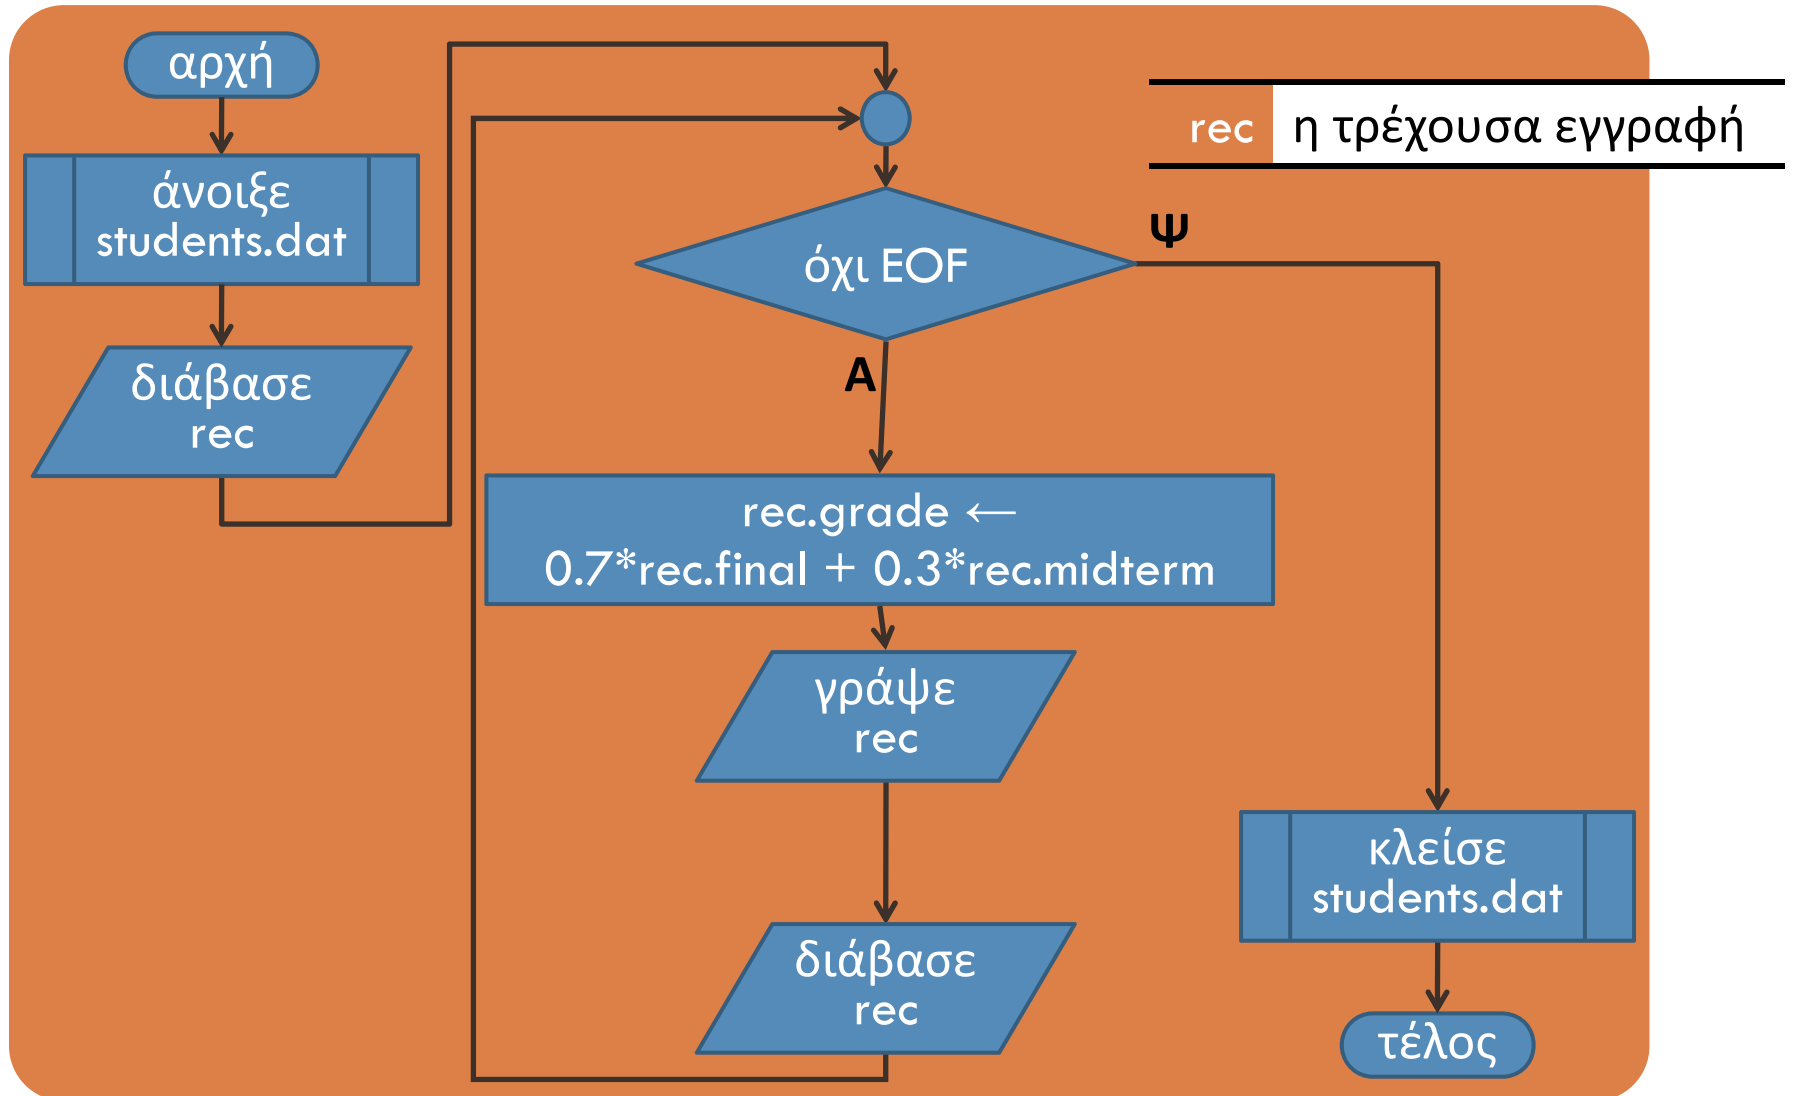 αρχή
άνοιξε
students.dat
διάβασε
rec
rec η τρέχουσα εγγραφή
όχι EOF
Ψ
Α
rec.grade ←
0.7*rec.final + 0.3*rec.midterm
γράψε
rec
διάβασε
rec
κλείσε
students.dat
τέλος